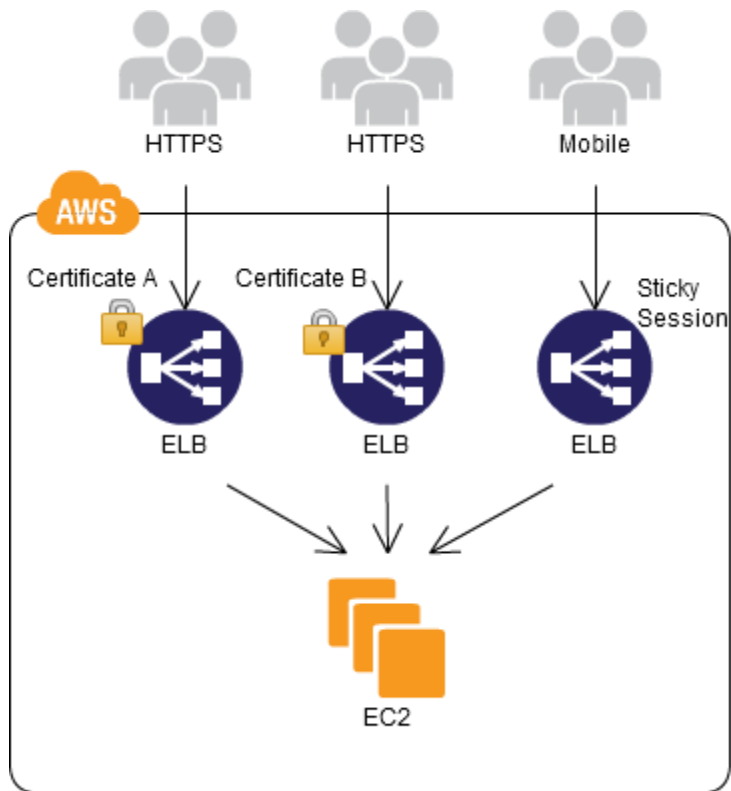 HTTPS
HTTPS
Mobile
AWS
Certificate A
Certificate B
Sticky
Session
ELB
ELB
ELB
EC2